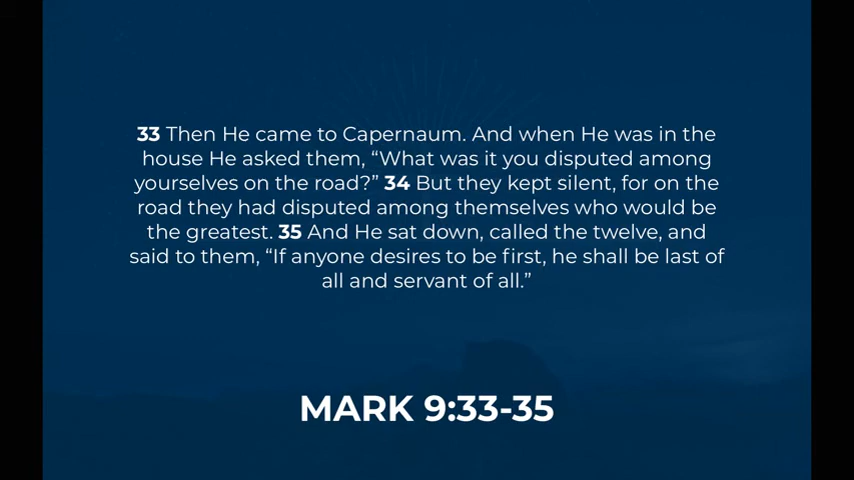 33 Then He came to Capernaum. And when He was in the
house He asked them, “What was it you disputed among
yourselves on the road?” 34 But they kept silent, for on the
road they had disputed among themselves who would be
the greatest. 35 And He sat down, called the twelve, and
said to them, “If anyone desires to be first, he shall be last of
all and servant of all.”
MARK 9:33-35